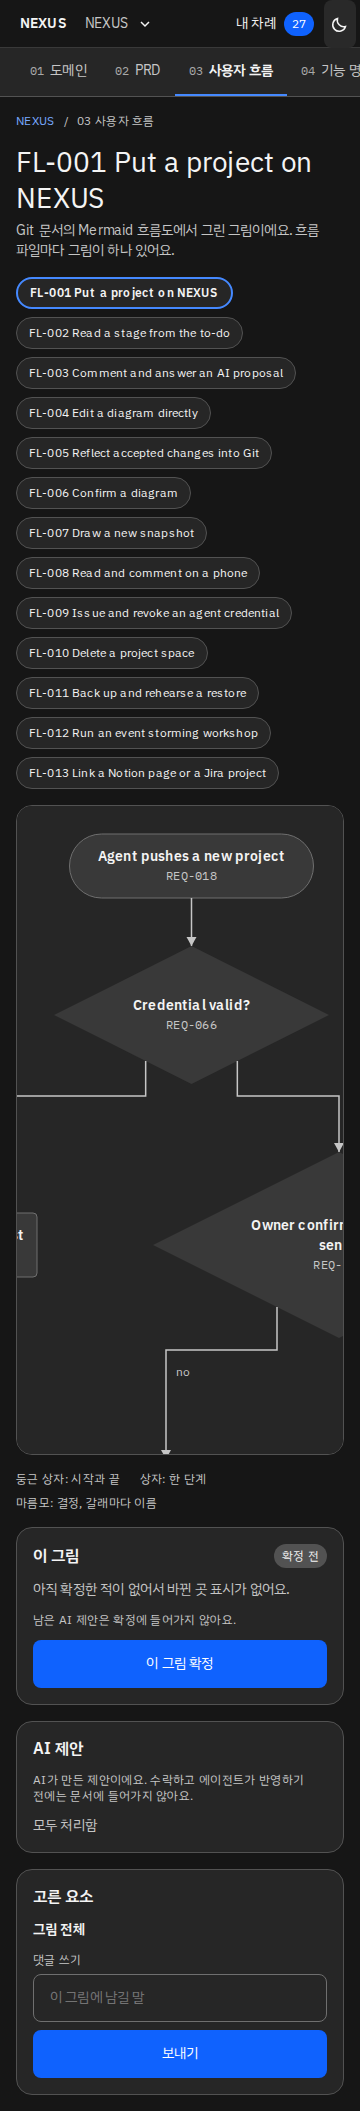 NEXUS NEXUS 내 차례 27
01 도메인 02 PRD 03 사용자 흐름 04 기능 명
NEXUS / 03 사용자 흐름
FL-001 Put a project on
NEXUS
Git 문서의 Mermaid 흐름도에서 그린 그림이에요. 흐름
파일마다 그림이 하나 있어요.
FL-001 Put a project on NEXUS
FL-002 Read a stage from the to-do
FL-003 Comment and answer an AI proposal
FL-004 Edit a diagram directly
FL-005 Reflect accepted changes into Git
FL-006 Confirm a diagram
FL-007 Draw a new snapshot
FL-008 Read and comment on a phone
FL-009 Issue and revoke an agent credential
FL-010 Delete a project space
FL-011 Back up and rehearse a restore
FL-012 Run an event storming workshop
FL-013 Link a Notion page or a Jira project
Agent pushes a new project
REQ-018
Credential valid?
REQ-066
Owner confirm
sen
REQ-
no
둥근 상자: 시작과 끝 상자: 한 단계
마름모: 결정, 갈래마다 이름
이 그림 확정 전
아직 확정한 적이 없어서 바뀐 곳 표시가 없어요.
남은 AI 제안은 확정에 들어가지 않아요.
이 그림 확정
AI 제안
AI가 만든 제안이에요. 수락하고 에이전트가 반영하기
전에는 문서에 들어가지 않아요.
모두 처리함
고른 요소
그림 전체
댓글 쓰기
이 그림에 남길 말
보내기